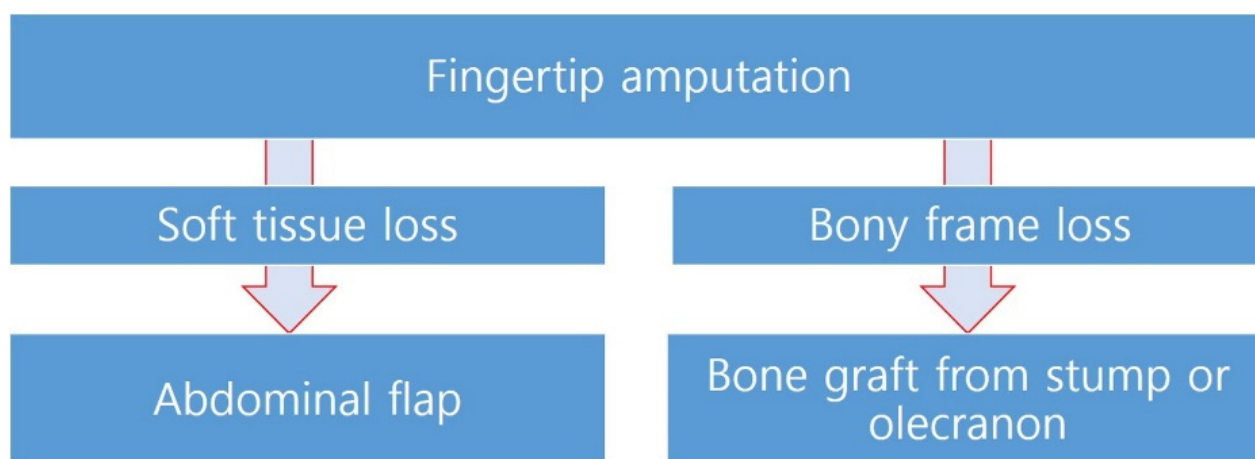 Fingertip amputation
Soft tissue loss
Bony frame loss
Abdominal flap
Bone graft from stump or
olecranon